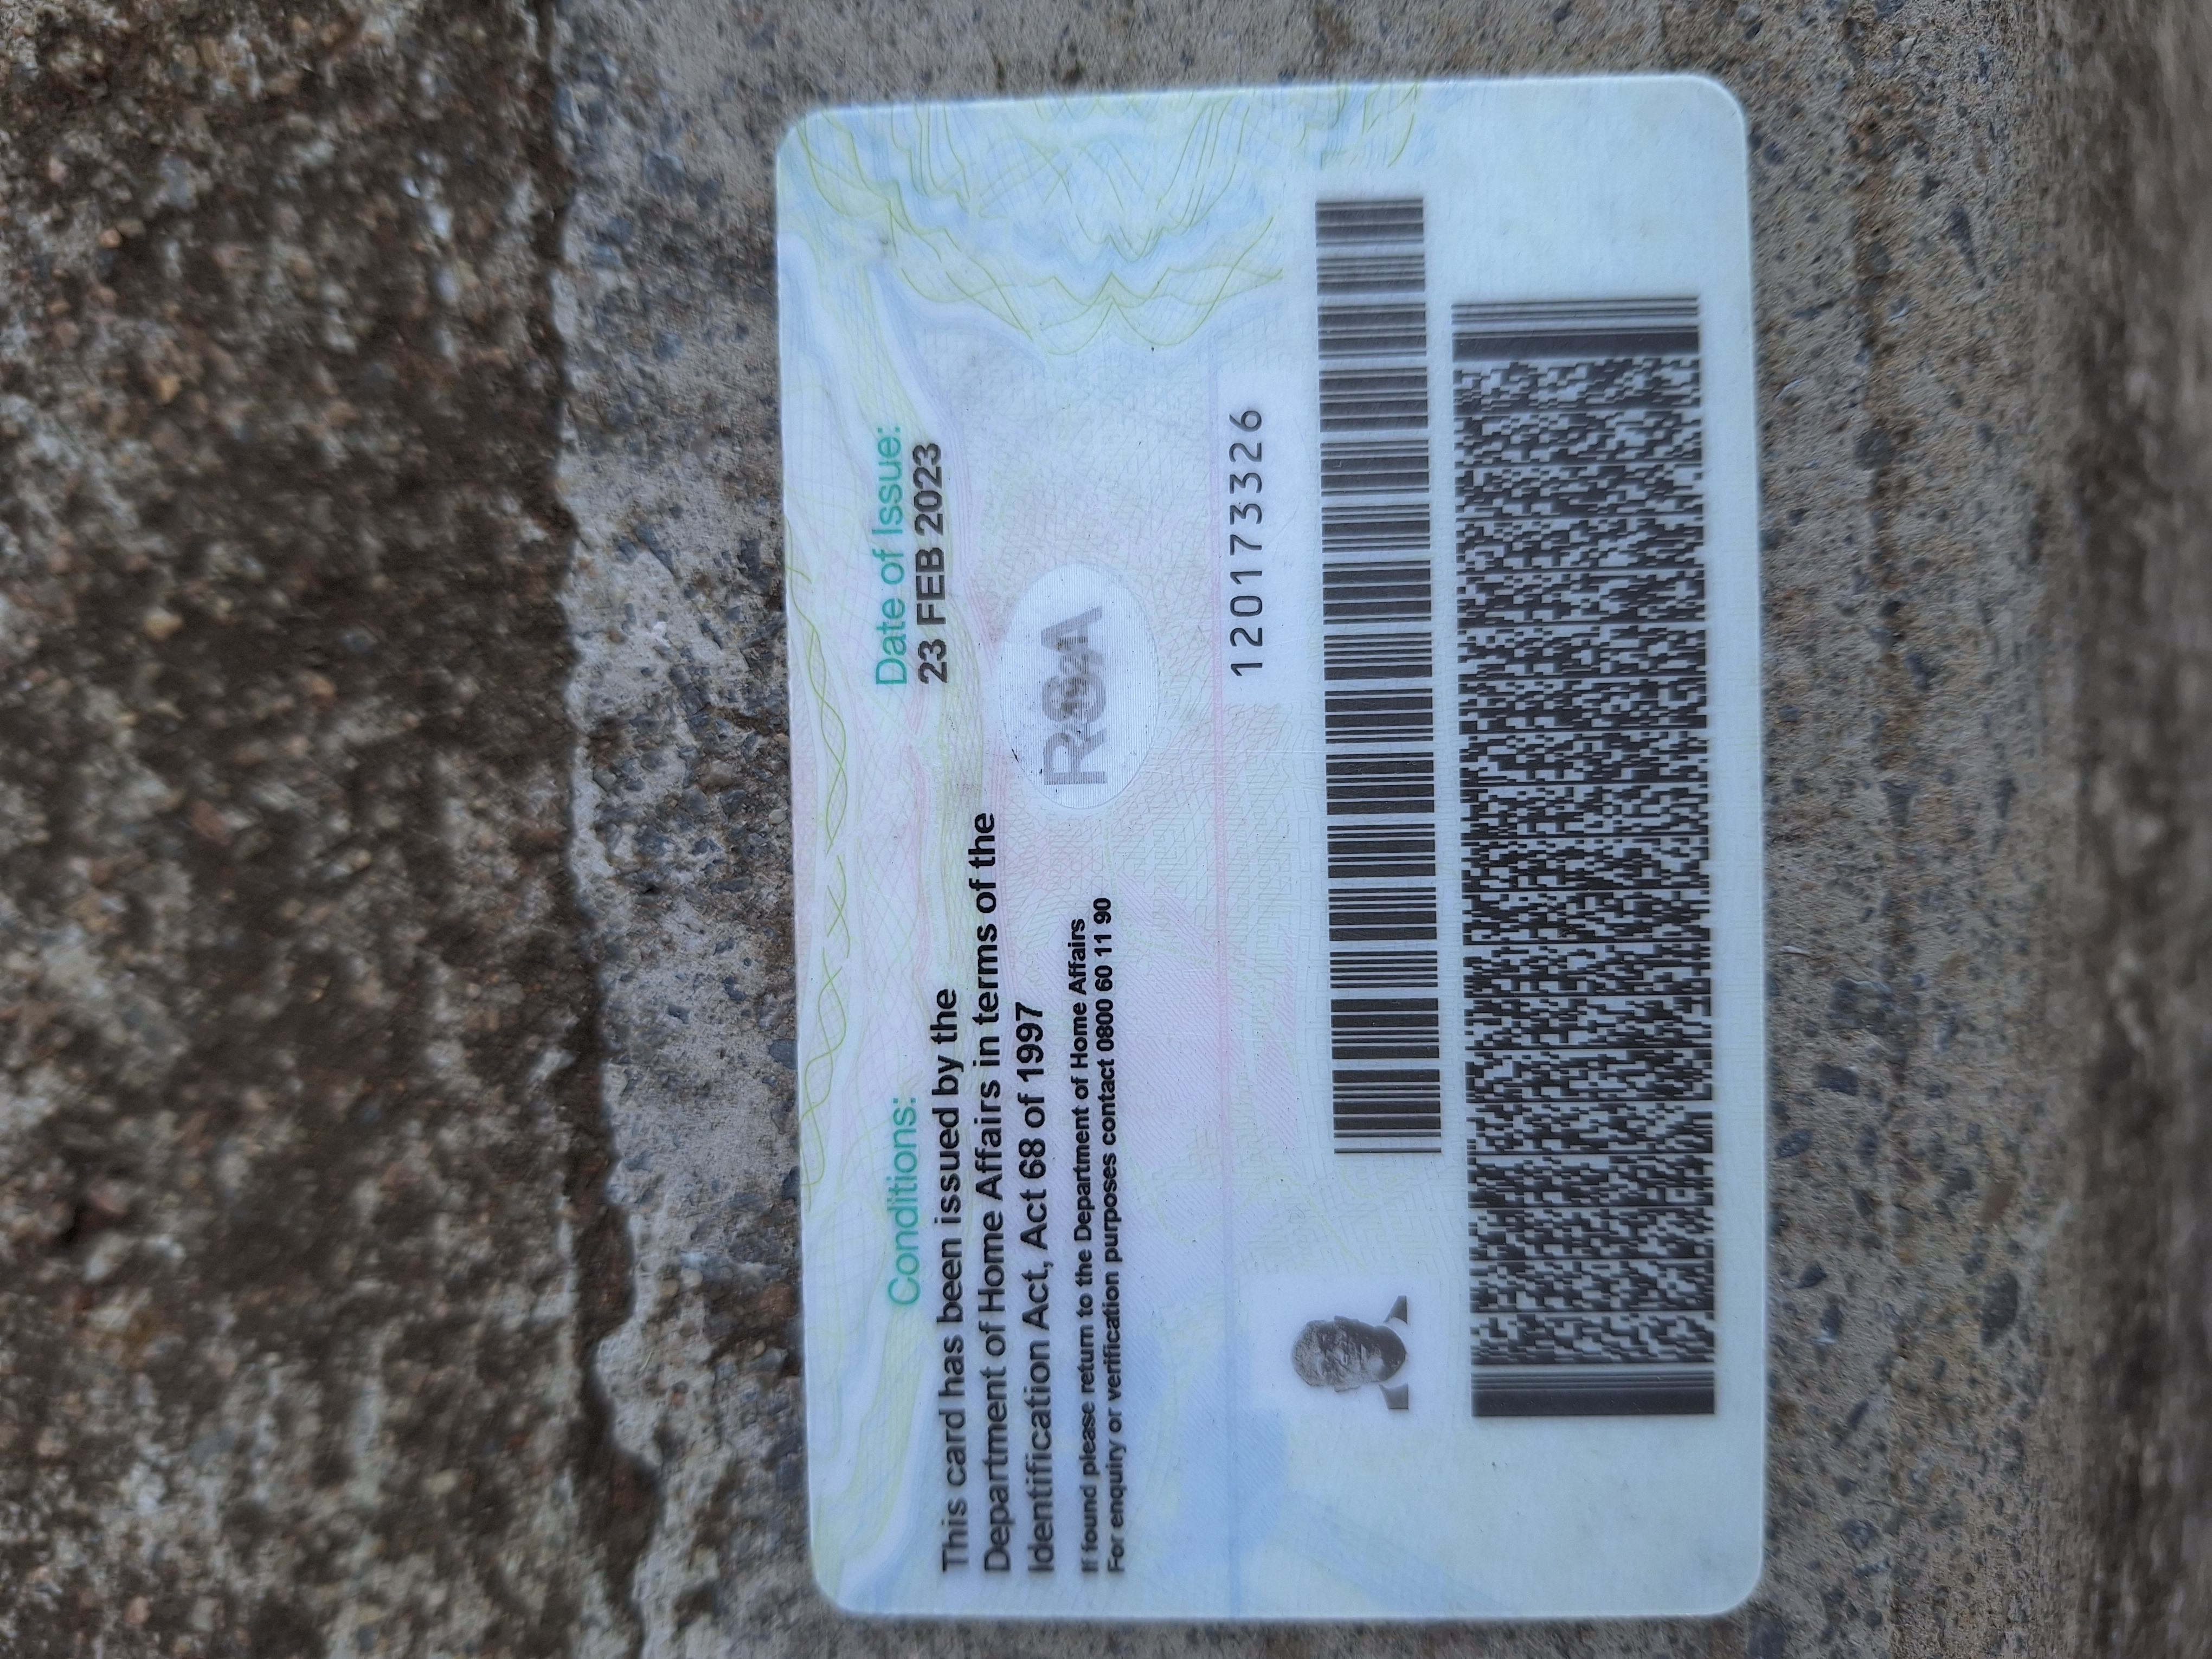 Conditions:
This card has been issued by the
Department of Home Affairs in terms of the
Identification Act, Act 68 of 1997
If found please return to the Department of Home Affairs
For enquiry or verification purposes contact 0800 60 11 90
Date of Issue:
23 FEB 2023
RSA
120173326